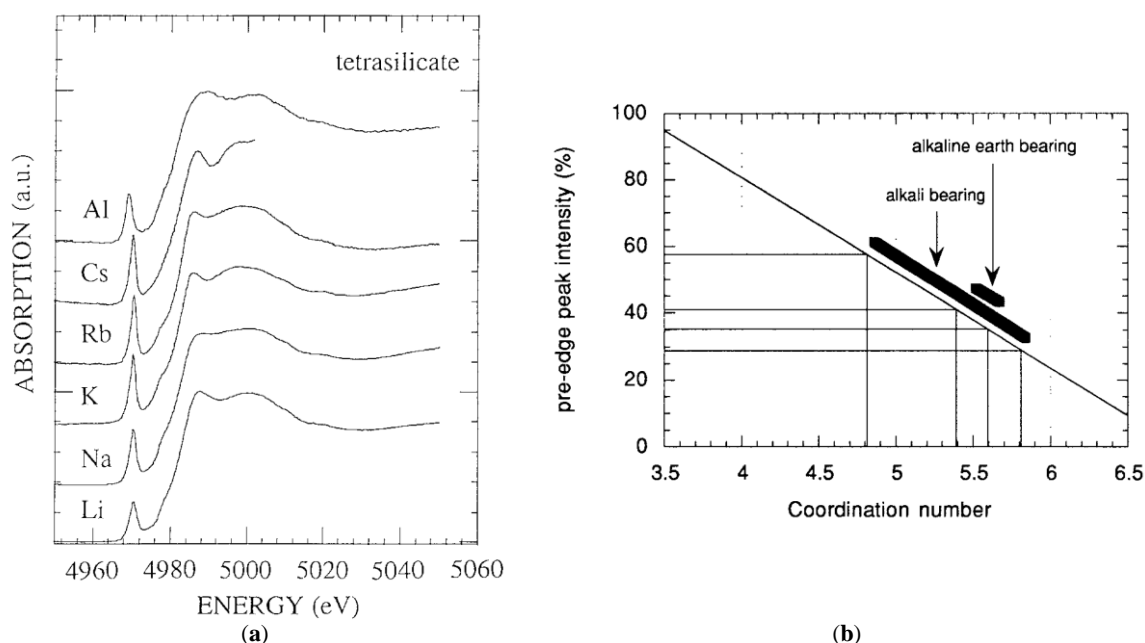 tetrasilicate
ABSORPTION (a.u.)
Al
Cs
Rb
K
Na
Li
4960 4980 5000 5020 5040 5060
ENERGY (eV)
(a)
pre-edge peak intensity (%)
100
80
60
40
20
0
alkaline earth bearing
alkali bearing
3.5 4 4.5 5 5.5 6 6.5
Coordination number
(b)